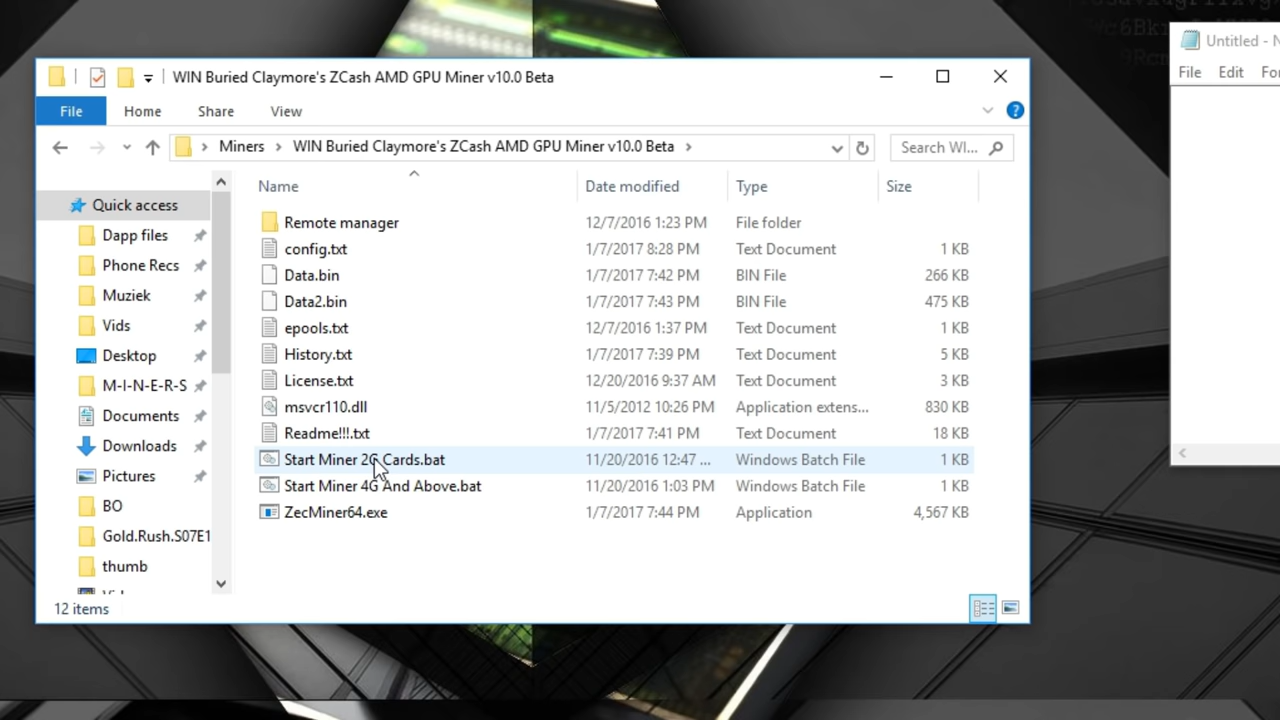 WIN Buried Claymore's ZCash AMD GPU Miner v10.0 Beta
File Home Share View
Miners WIN Buried Claymore's ZCash AMD GPU Miner v10.0 Beta Search WI...
Name Date modified Type Size
Quick access
Dapp files
Phone Recs
Muziek
Vids
Desktop
M-I-N-E-R-S
Documents
Downloads
Pictures
BO
Gold.Rush.S07E1
thumb
Remote manager 12/7/2016 1:23 PM File folder
config.txt 1/7/2017 8:28 PM Text Document 1 KB
Data.bin 1/7/2017 7:42 PM BIN File 266 KB
Data2.bin 1/7/2017 7:43 PM BIN File 475 KB
epools.txt 12/7/2016 1:37 PM Text Document 1 KB
History.txt 1/7/2017 7:39 PM Text Document 5 KB
License.txt 12/20/2016 9:37 AM Text Document 3 KB
msvcr110.dll 11/5/2012 10:26 PM Application extens... 830 KB
Readme!!!.txt 1/7/2017 7:41 PM Text Document 18 KB
Start Miner 2G Cards.bat 11/20/2016 12:47 ... Windows Batch File 1 KB
Start Miner 4G And Above.bat 11/20/2016 1:03 PM Windows Batch File 1 KB
ZecMiner64.exe 1/7/2017 7:44 PM Application 4,567 KB
12 items
Untitled -
File Edit